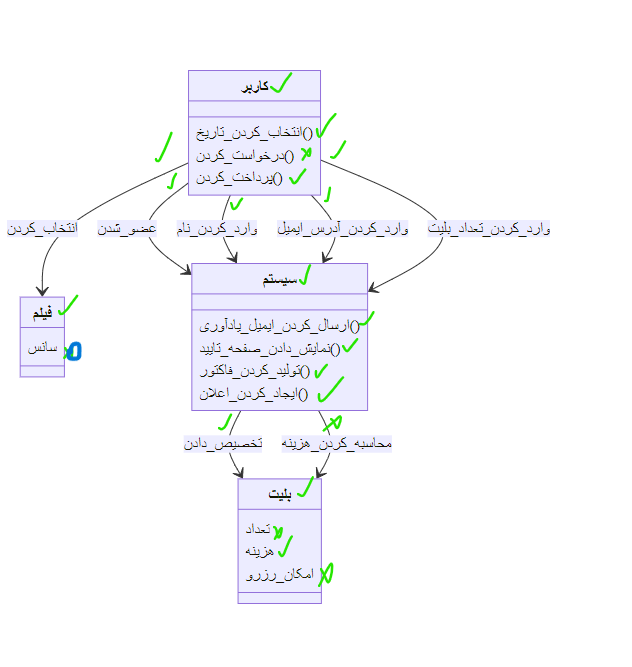 کاربر
انتخاب_کردن_تاریخ()
درخواست_کردن()
پرداخت_کردن()
انتخاب_کردن
عضو_شدن
وارد_کردن_نام
وارد_کردن_آدرس_ایمیل
وارد_کردن_تعداد_بلیت
سیستم
ارسال_کردن_ایمیل_یادآوری()
نمایش_دادن_صفحه_تایید()
تولید_کردن_فاکتور()
ایجاد_کردن_اعلان()
فیلم
سانس
تخصیص_دادن
محاسبه_کردن_هزینه
بلیت
تعداد
هزینه
امکان_رزرو